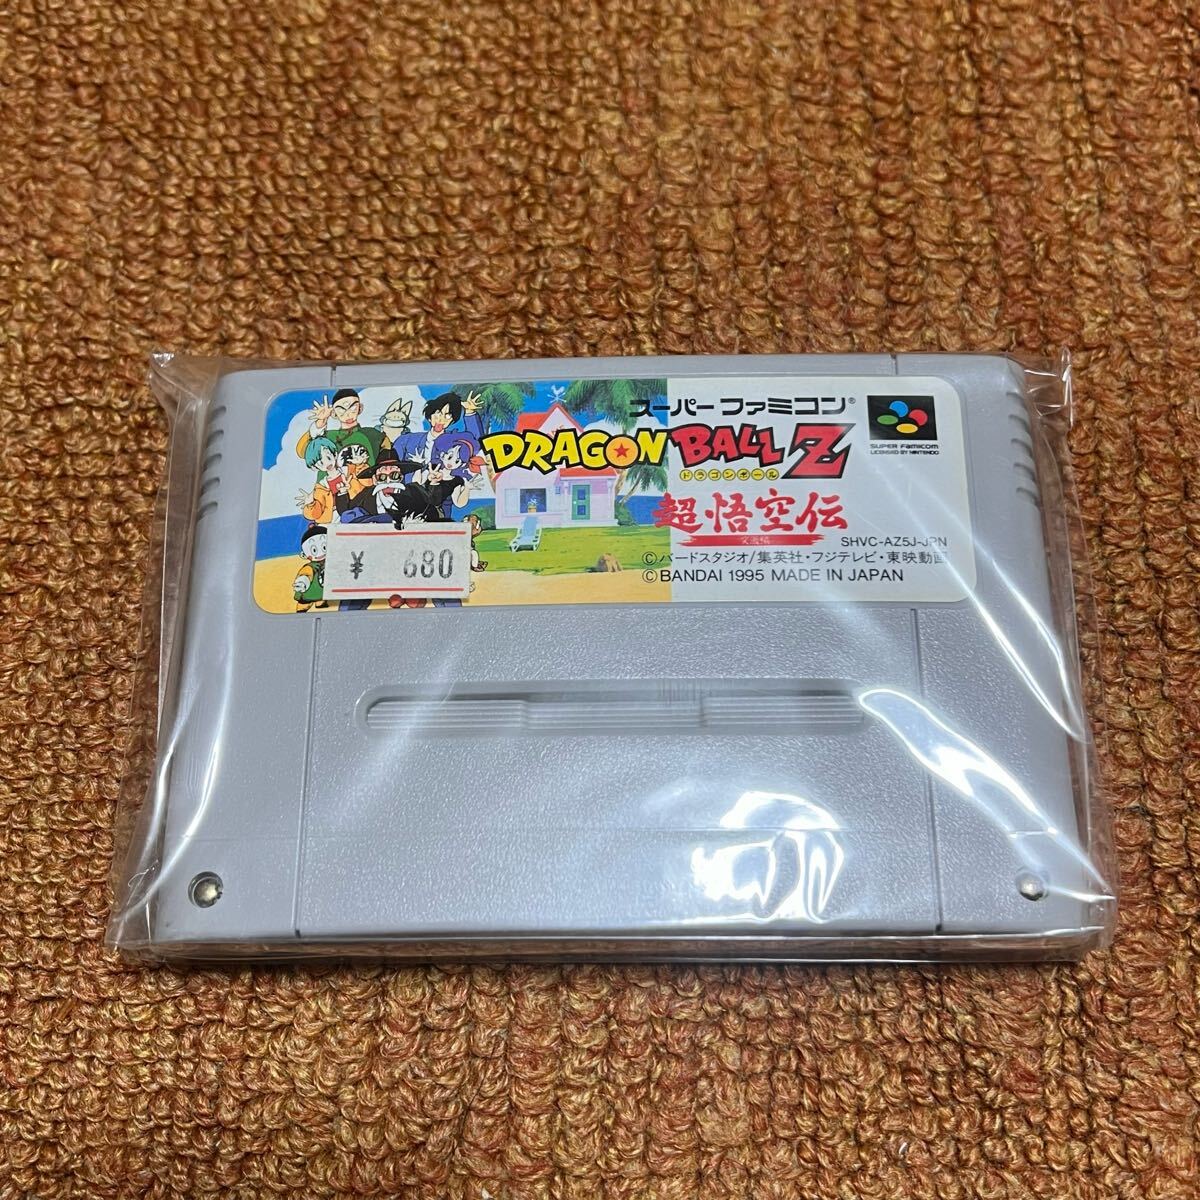 スーパーファミコン®
DRAGON BALL Z
ドラゴンボール
超・悟空伝
SUPER FAMICOM
LICENSED BY NINTENDO
SHVC-AZ5J-JPN
©バードスタジオ/集英社・フジテレビ・東映動画
©BANDAI 1995 MADE IN JAPAN
¥ 680